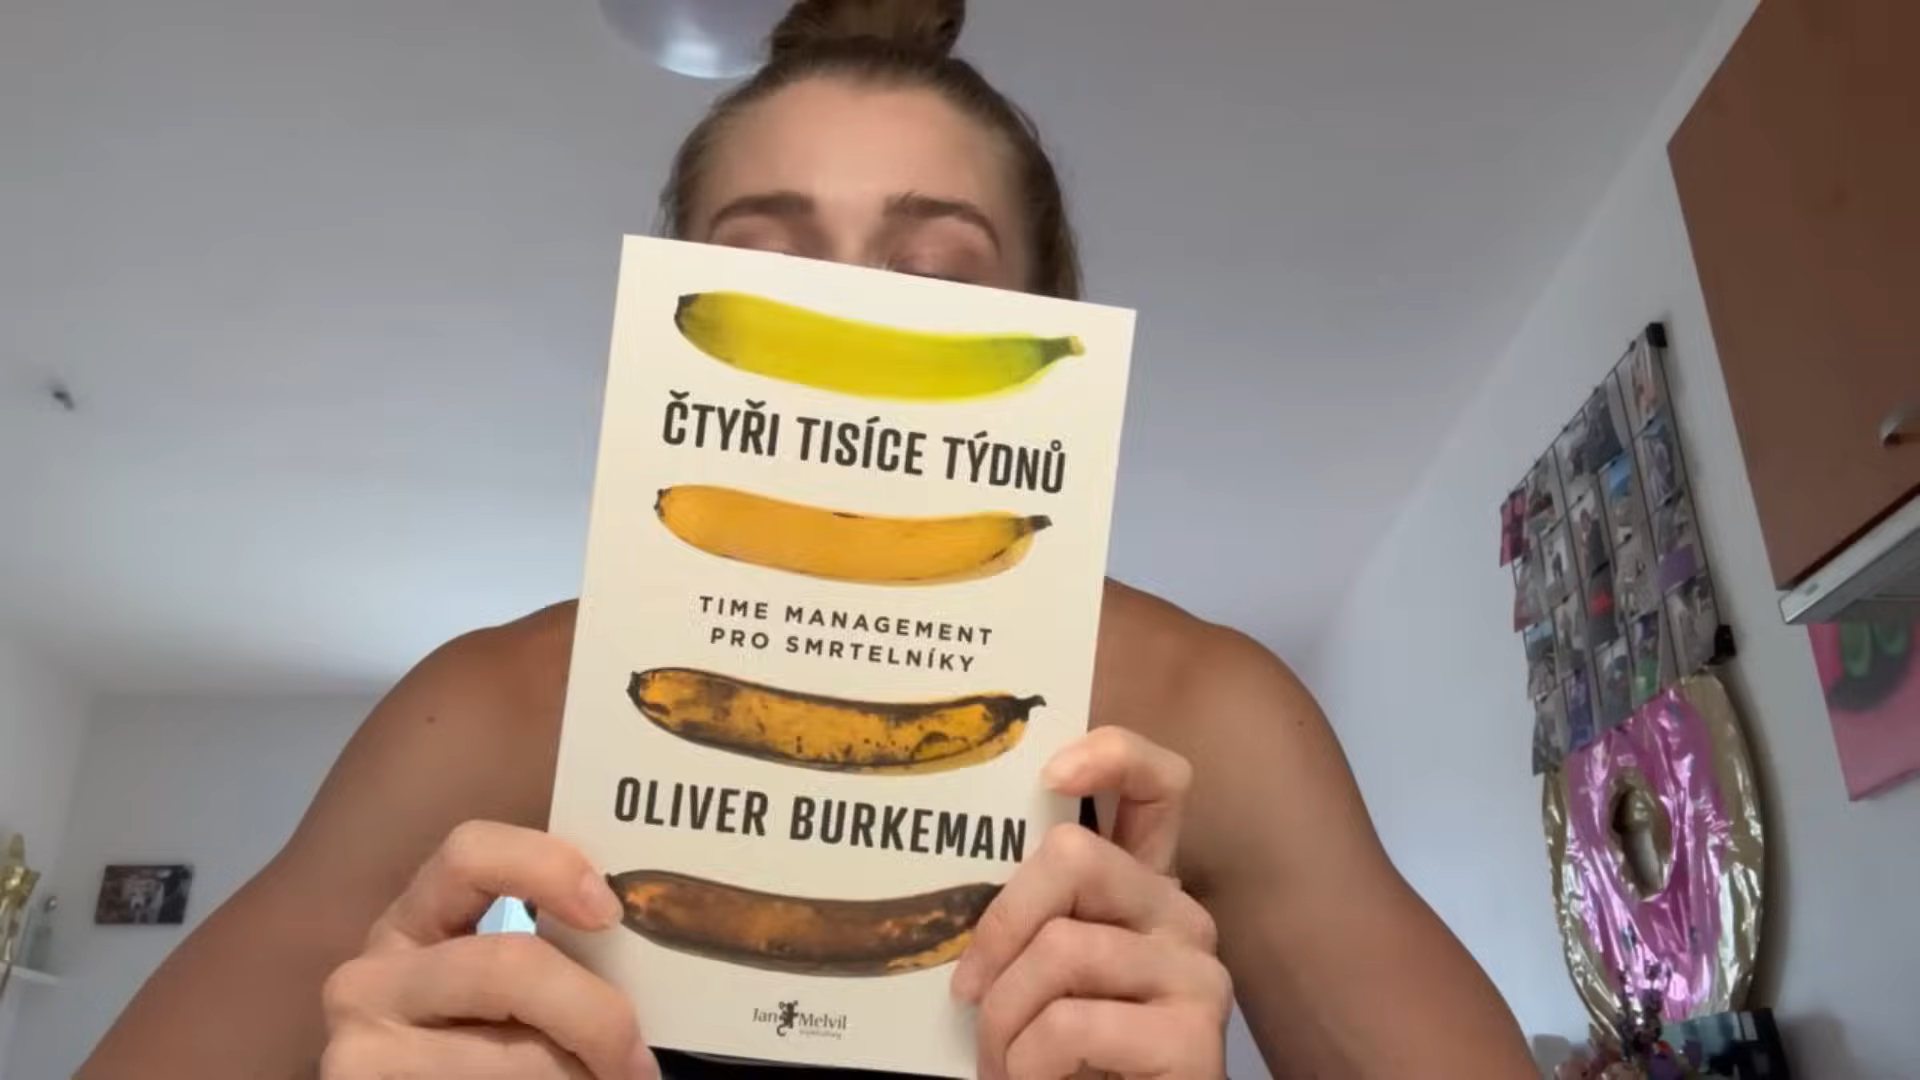 ČTYŘI TISÍCE TÝDNŮ
TIME MANAGEMENT
PRO SMRTELNÍKY
OLIVER BURKEMAN
Jan Melvil